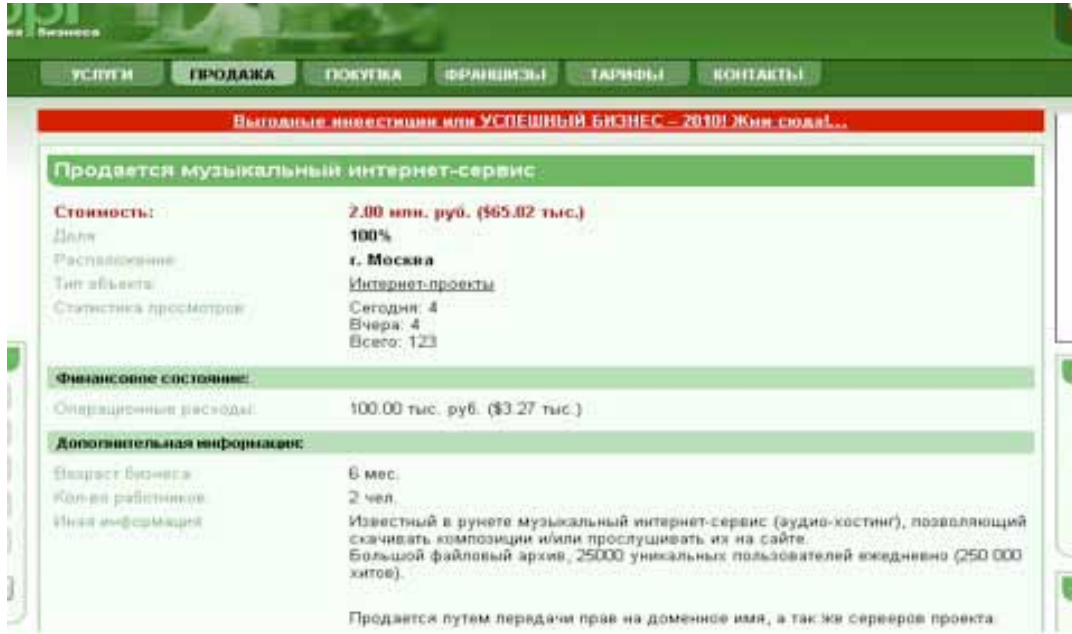 бизнеса
УСЛУГИ ПРОДАЖА ПОКУПКА ФРАНШИЗЫ ТАРИФЫ КОНТАКТЫ
Выгодные инвестиции или УСПЕШНЫЙ БИЗНЕС – 2010! Жми сюда!...
Продается музыкальный интернет-сервис
Стоимость: 2.00 млн. руб. ($65.02 тыс.)
Доля 100%
Расположение: г. Москва
Тип объекта: Интернет-проекты
Статистика просмотров: Сегодня: 4
Вчера: 4
Всего: 123
Финансовое состояние:
Операционные расходы: 100.00 тыс. руб. ($3.27 тыс.)
Дополнительная информация:
Возраст бизнеса: 6 мес.
Кол-во работников: 2 чел.
Иная информация: Известный в рунете музыкальный интернет-сервис (аудио-хостинг), позволяющий
скачивать композиции и/или прослушивать их на сайте.
Большой файловый архив, 25000 уникальных пользователей ежедневно (250 000
хитов).
Продается путем передачи прав на доменное имя, а так же серверов проекта.